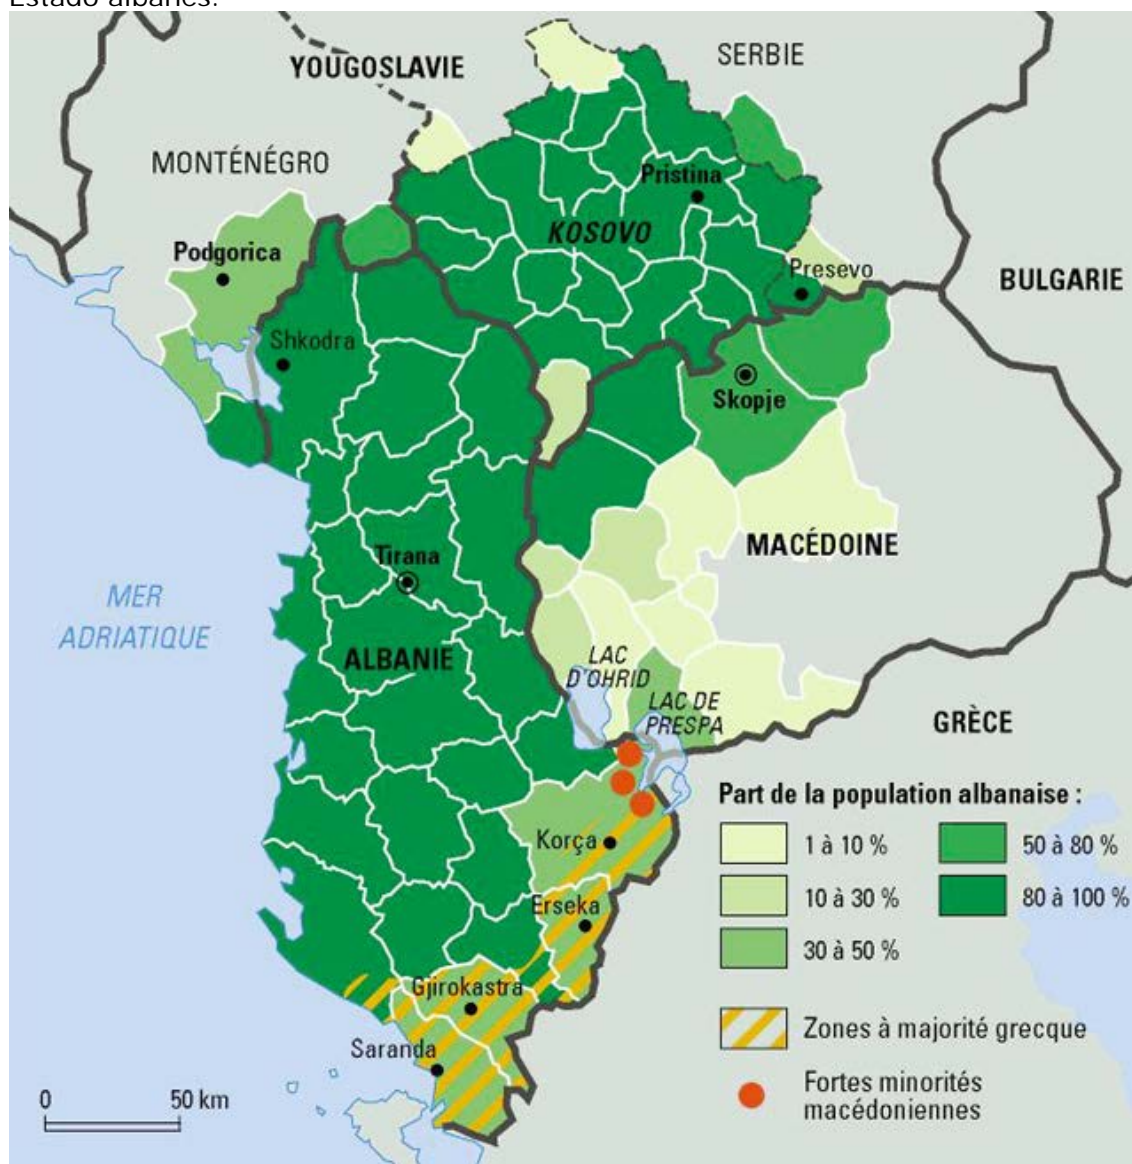 Estado albanés.
YOUGOSLAVIE
SERBIE
MONTÉNÉGRO
Pristina
KOSOVO
Podgorica
Presevo
BULGARIE
Shkodra
Skopje
MACÉDOINE
Tirana
MER
ADRIATIQUE
ALBANIE
LAC
D'OHRID
LAC DE
PRESPA
GRÈCE
Part de la population albanaise :
1 à 10 %
50 à 80 %
10 à 30 %
80 à 100 %
30 à 50 %
Korça
Erseka
Gjirokastra
Zones à majorité grecque
Saranda
Fortes minorités
macédoniennes
0 50 km